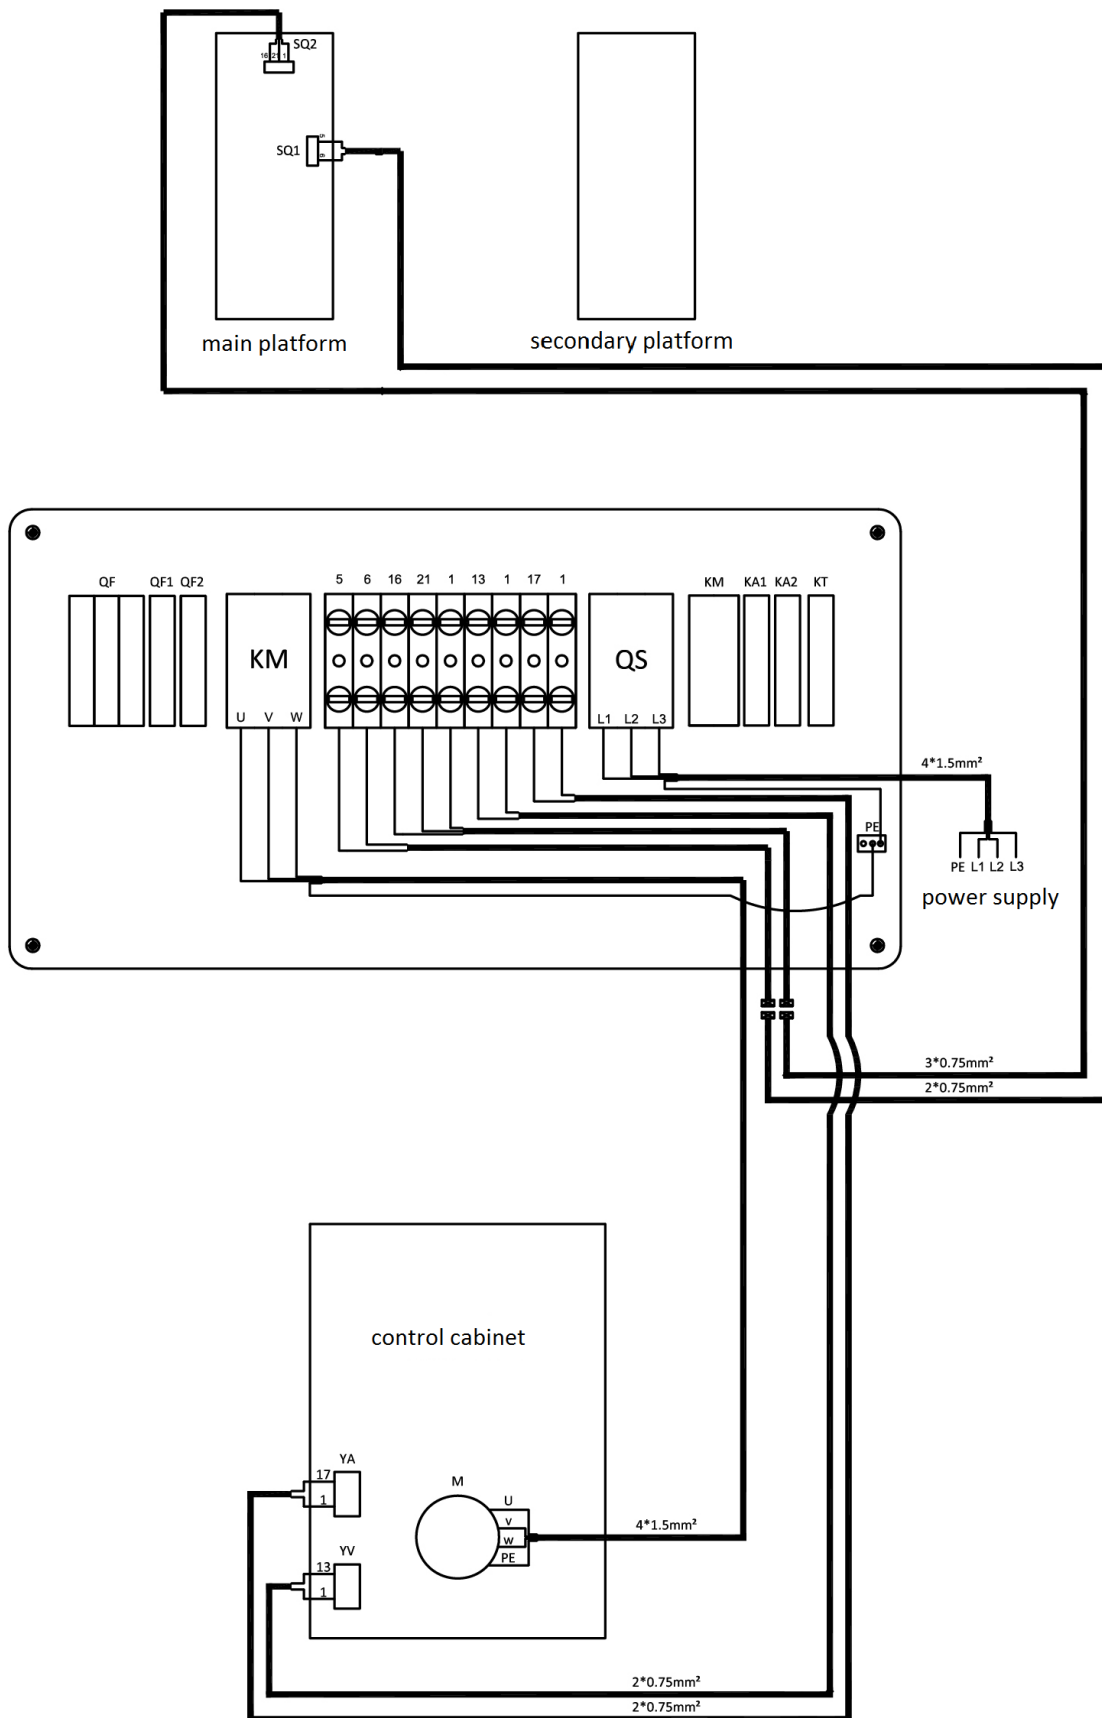 SQ2
16 21 1
SQ1
5
6
main platform
secondary platform
QF QF1 QF2
5 6 16 21 1 13 1 17 1
KM KA1 KA2 KT
KM
QS
U V W
L1 L2 L3
4*1.5mm²
PE
PE L1 L2 L3
power supply
3*0.75mm²
2*0.75mm²
control cabinet
YA
17
1
M
U
V
W
PE
4*1.5mm²
YV
13
1
2*0.75mm²
2*0.75mm²